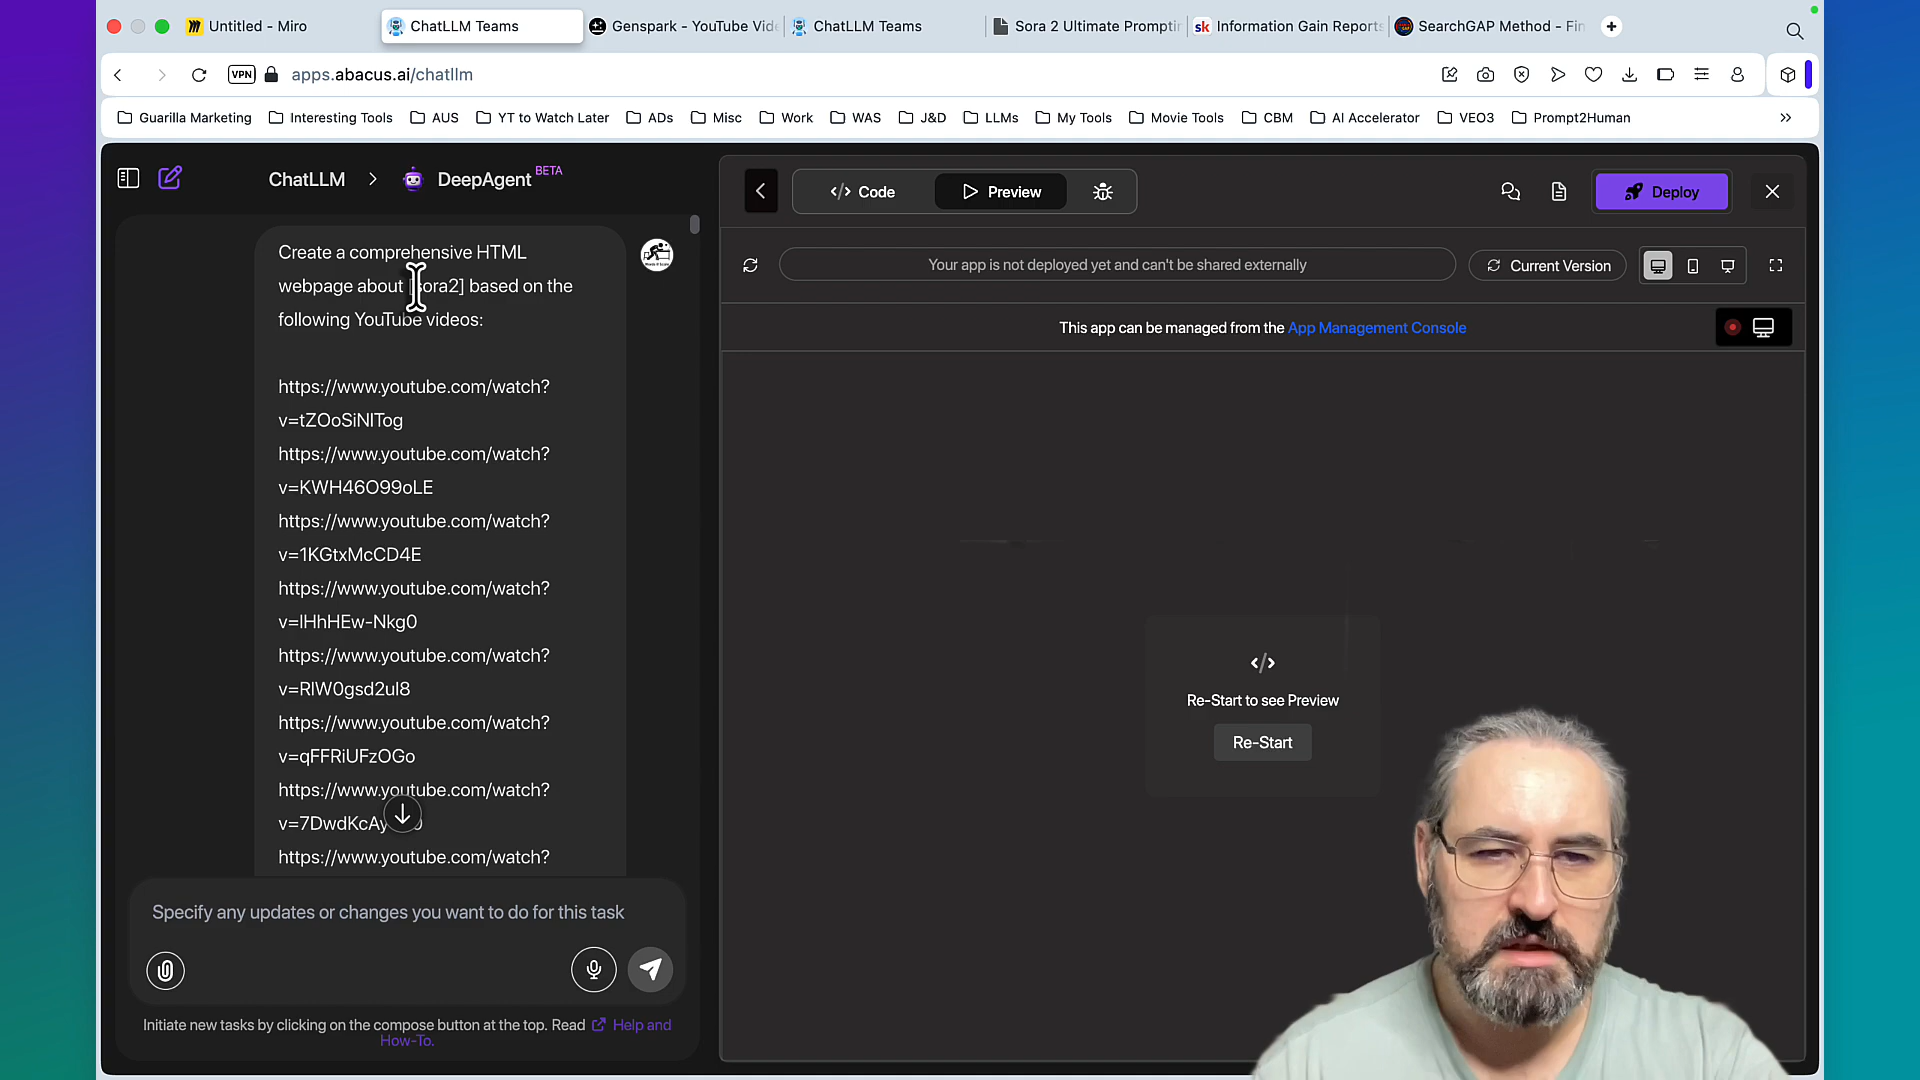 Untitled - Miro
ChatLLM Teams
Genspark - YouTube Vid
ChatLLM Teams
Sora 2 Ultimate Promptin
sk Information Gain Reports
SearchGAP Method - Fin
VPN apps.abacus.ai/chatllm
Guarilla Marketing
Interesting Tools
AUS
YT to Watch Later
ADs
Misc
Work
WAS
J&D
LLMs
My Tools
Movie Tools
CBM
AI Accelerator
VEO3
Prompt2Human
ChatLLM > DeepAgent BETA
Create a comprehensive HTML
webpage about [sora2] based on the
following YouTube videos:
https://www.youtube.com/watch?
v=tZOoSiNlTog
https://www.youtube.com/watch?
v=KWH46O99oLE
https://www.youtube.com/watch?
v=1KGtxMcCD4E
https://www.youtube.com/watch?
v=lHhHEw-Nkg0
https://www.youtube.com/watch?
v=RlW0gsd2ul8
https://www.youtube.com/watch?
v=qFFRiUFzOGo
https://www.youtube.com/watch?
https://www.youtube.com/watch?
Specify any updates or changes you want to do for this task
Initiate new tasks by clicking on the compose button at the top. Read Help and
How-To.
</> Code
Preview
Deploy
Your app is not deployed yet and can't be shared externally
Current Version
This app can be managed from the App Management Console
</>
Re-Start to see Preview
Re-Start